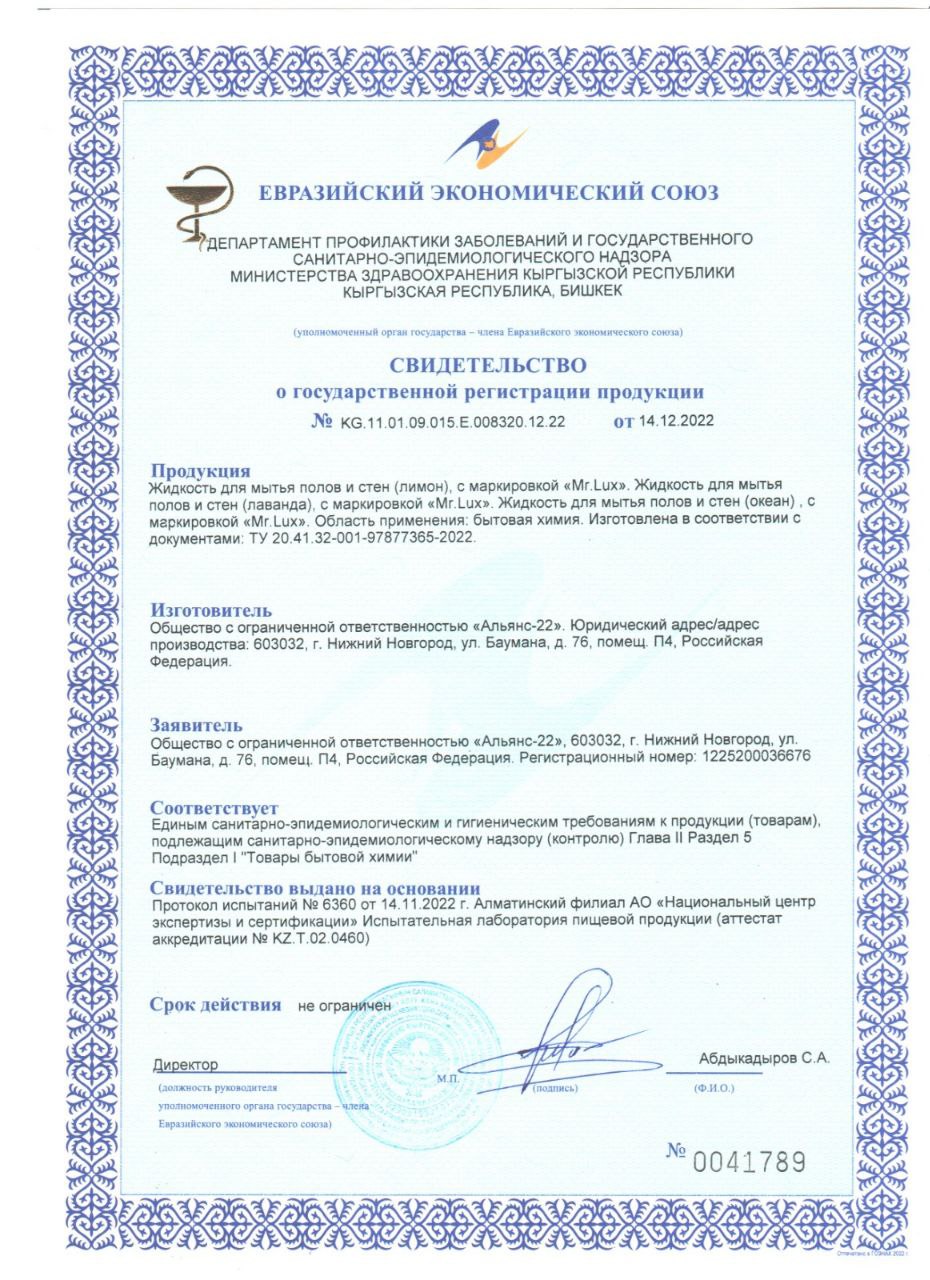 ЕВРАЗИЙСКИЙ ЭКОНОМИЧЕСКИЙ СОЮЗ
ДЕПАРТАМЕНТ ПРОФИЛАКТИКИ ЗАБОЛЕВАНИЙ И ГОСУДАРСТВЕННОГО
САНИТАРНО-ЭПИДЕМИОЛОГИЧЕСКОГО НАДЗОРА
МИНИСТЕРСТВА ЗДРАВООХРАНЕНИЯ КЫРГЫЗСКОЙ РЕСПУБЛИКИ
КЫРГЫЗСКАЯ РЕСПУБЛИКА, БИШКЕК
(уполномоченный орган государства – члена Евразийского экономического союза)
СВИДЕТЕЛЬСТВО
о государственной регистрации продукции
№ KG.11.01.09.015.E.008320.12.22 от 14.12.2022
Продукция
Жидкость для мытья полов и стен (лимон), с маркировкой «Mr.Lux». Жидкость для мытья
полов и стен (лаванда), с маркировкой «Mr.Lux». Жидкость для мытья полов и стен (океан) , с
маркировкой «Mr.Lux». Область применения: бытовая химия. Изготовлена в соответствии с
документами: ТУ 20.41.32-001-97877365-2022.
Изготовитель
Общество с ограниченной ответственностью «Альянс-22». Юридический адрес/адрес
производства: 603032, г. Нижний Новгород, ул. Баумана, д. 76, помещ. П4, Российская
Федерация.
Заявитель
Общество с ограниченной ответственностью «Альянс-22», 603032, г. Нижний Новгород, ул.
Баумана, д. 76, помещ. П4, Российская Федерация. Регистрационный номер: 1225200036676
Соответствует
Единым санитарно-эпидемиологическим и гигиеническим требованиям к продукции (товарам),
подлежащим санитарно-эпидемиологическому надзору (контролю) Глава II Раздел 5
Подраздел I "Товары бытовой химии"
Свидетельство выдано на основании
Протокол испытаний № 6360 от 14.11.2022 г. Алматинский филиал АО «Национальный центр
экспертизы и сертификации» Испытательная лаборатория пищевой продукции (аттестат
аккредитации № KZ.T.02.0460)
Срок действия не ограничен
Директор М.П. Абдыкадыров С.А.
(должность руководителя (подпись) (Ф.И.О.)
уполномоченного органа государства – члена
Евразийского экономического союза)
№ 0041789
Отпечатано в ГОЗНАК 2022 г.